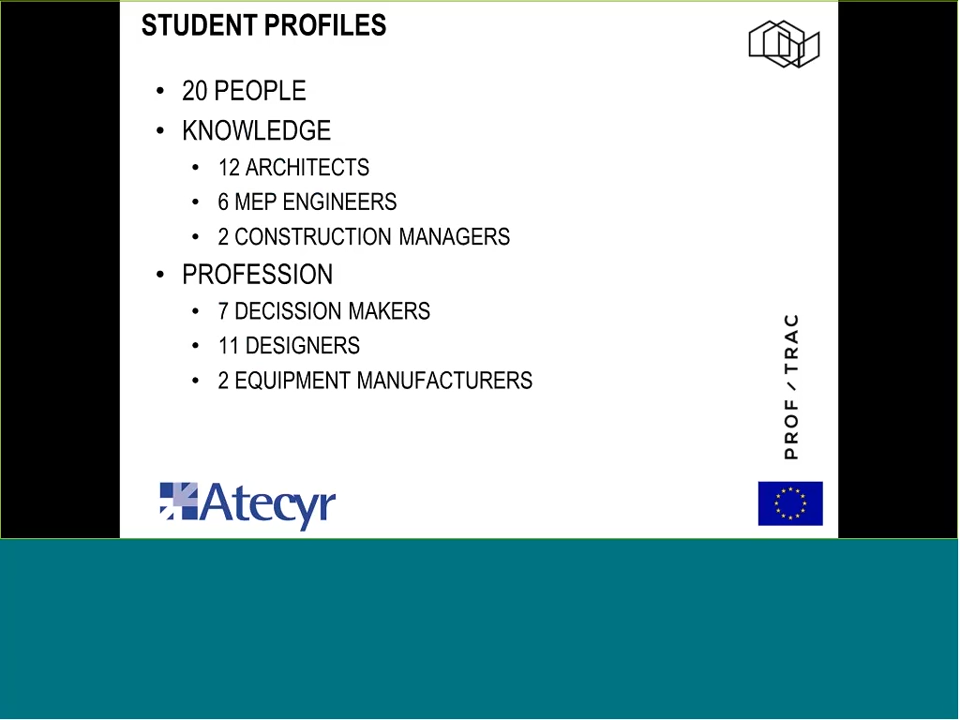 STUDENT PROFILES
• 20 PEOPLE
• KNOWLEDGE
• 12 ARCHITECTS
• 6 MEP ENGINEERS
• 2 CONSTRUCTION MANAGERS
• PROFESSION
• 7 DECISSION MAKERS
• 11 DESIGNERS
• 2 EQUIPMENT MANUFACTURERS
PROF / TRAC
Atecyr